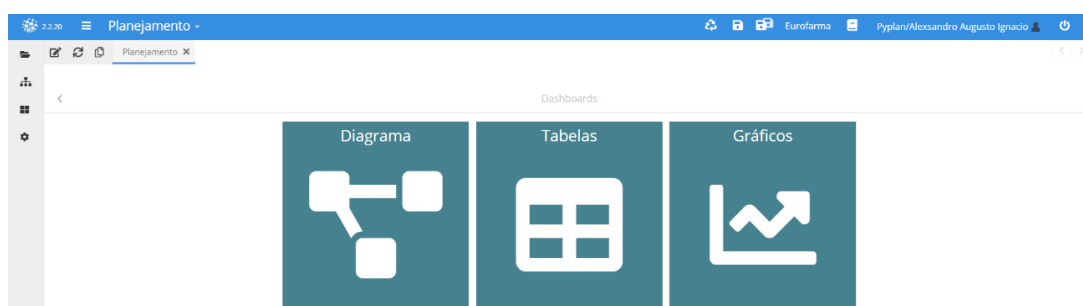 2.2.20 Planejamento Eurofarma Pyplan/Alexsandro Augusto Ignacio
Planejamento
Dashboards
Diagrama Tabelas Gráficos